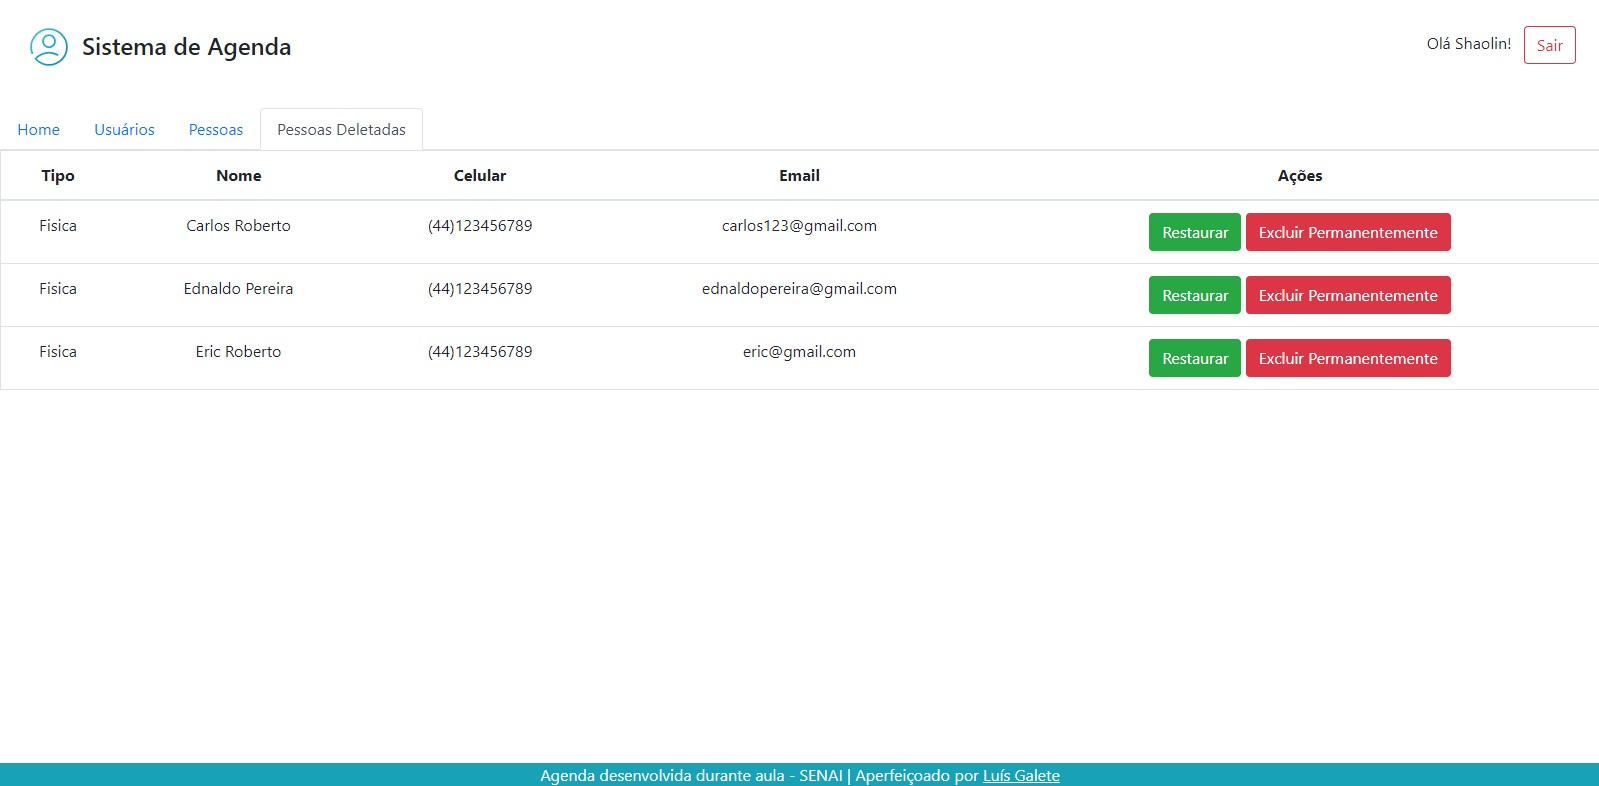 Sistema de Agenda
Olá Shaolin! Sair
Home Usuários Pessoas Pessoas Deletadas
Tipo Nome Celular Email Ações
Fisica Carlos Roberto (44)123456789 carlos123@gmail.com Restaurar Excluir Permanentemente
Fisica Ednaldo Pereira (44)123456789 ednaldopereira@gmail.com Restaurar Excluir Permanentemente
Fisica Eric Roberto (44)123456789 eric@gmail.com Restaurar Excluir Permanentemente
Agenda desenvolvida durante aula - SENAI | Aperfeiçoado por Luís Galete